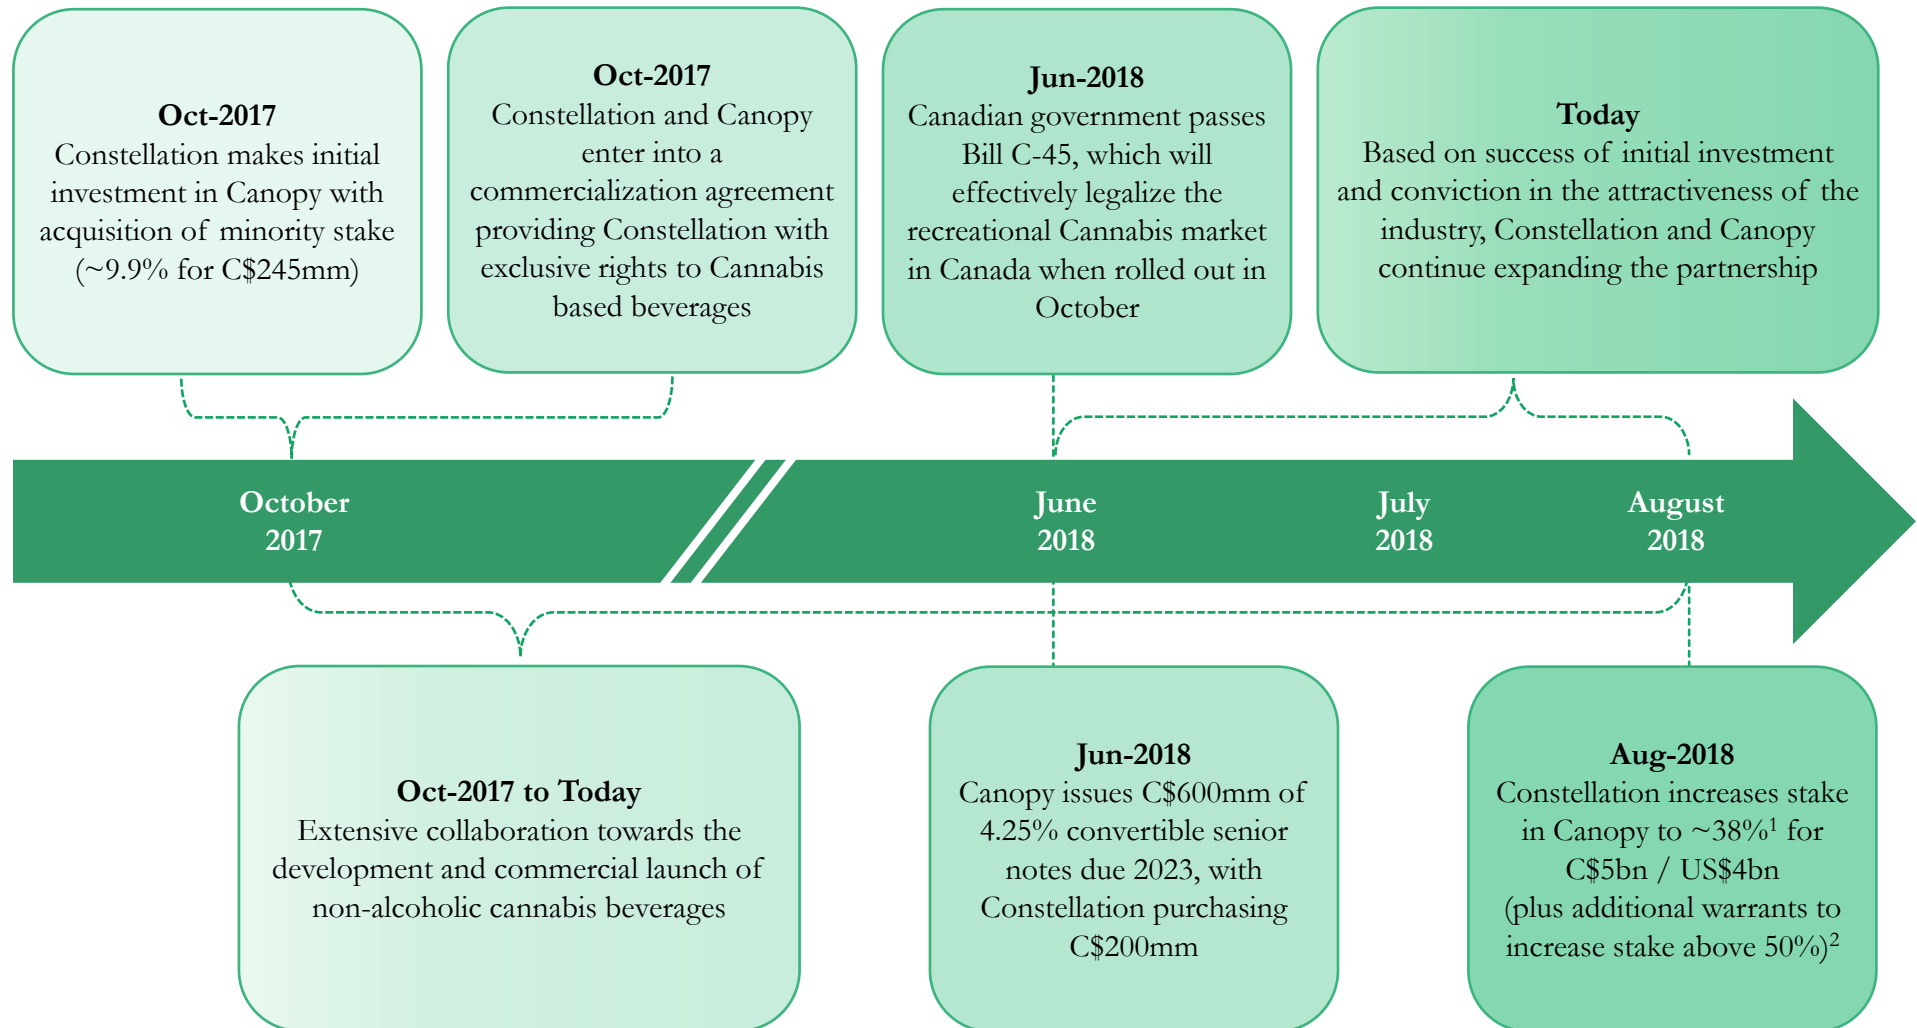 Oct-2017
Constellation makes initial
investment in Canopy with
acquisition of minority stake
(~9.9% for C$245mm)
Oct-2017
Constellation and Canopy
enter into a
commercialization agreement
providing Constellation with
exclusive rights to Cannabis
based beverages
Jun-2018
Canadian government passes
Bill C-45, which will
effectively legalize the
recreational Cannabis market
in Canada when rolled out in
October
Today
Based on success of initial investment
and conviction in the attractiveness of the
industry, Constellation and Canopy
continue expanding the partnership
October
2017
June
2018
July
2018
August
2018
Oct-2017 to Today
Extensive collaboration towards the
development and commercial launch of
non-alcoholic cannabis beverages
Jun-2018
Canopy issues C$600mm of
4.25% convertible senior
notes due 2023, with
Constellation purchasing
C$200mm
Aug-2018
Constellation increases stake
in Canopy to ~38%¹ for
C$5bn / US$4bn
(plus additional warrants to
increase stake above 50%)²